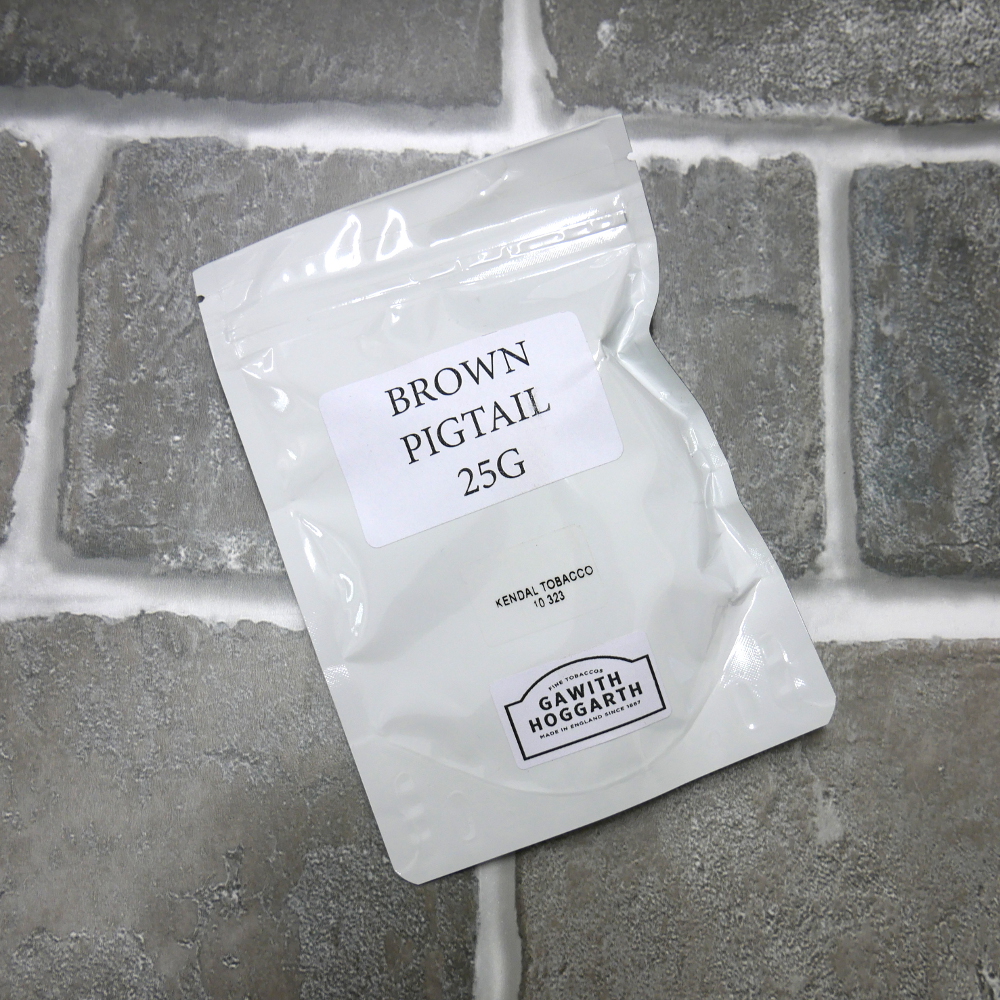 BROWN
PIGTAIL
25G
KENDAL TOBACCO
10 323
FINE TOBACCOS
GAWITH
HOGGARTH
MADE IN ENGLAND SINCE 1887